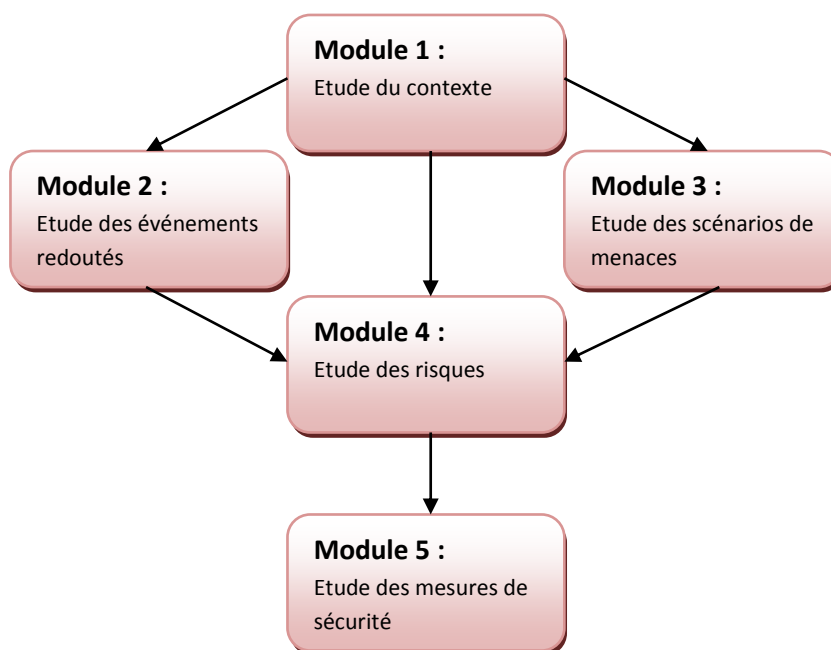 Module 1 :
Etude du contexte
Module 2 :
Etude des événements
redoutés
Module 3 :
Etude des scénarios de
menaces
Module 4 :
Etude des risques
Module 5 :
Etude des mesures de
sécurité